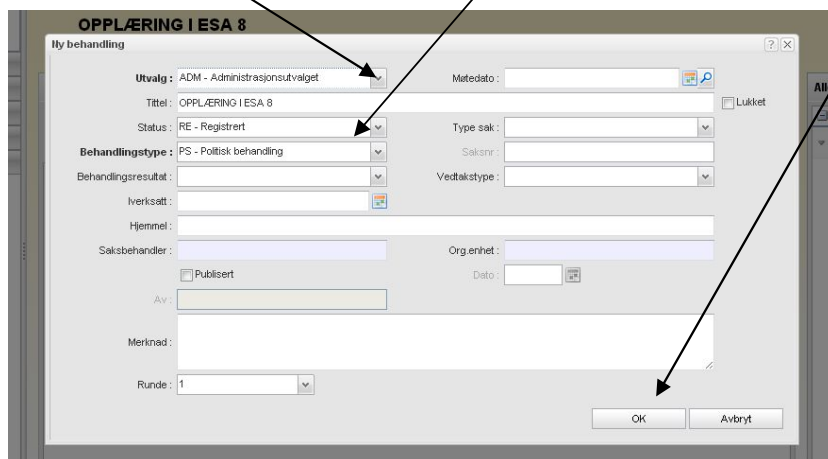 OPPLÆRING I ESA 8
Ny behandling
Utvalg : ADM - Administrasjonsutvalget Møtedato :
Tittel : OPPLÆRING I ESA 8 Lukket
Status : RE - Registrert Type sak :
Behandlingstype : PS - Politisk behandling Saksnr :
Behandlingsresultat : Vedtakstype :
Iverksatt :
Hjemmel :
Saksbehandler : Org.enhet :
Publisert Dato :
Av :
Merknad :
Runde : 1
OK Avbryt